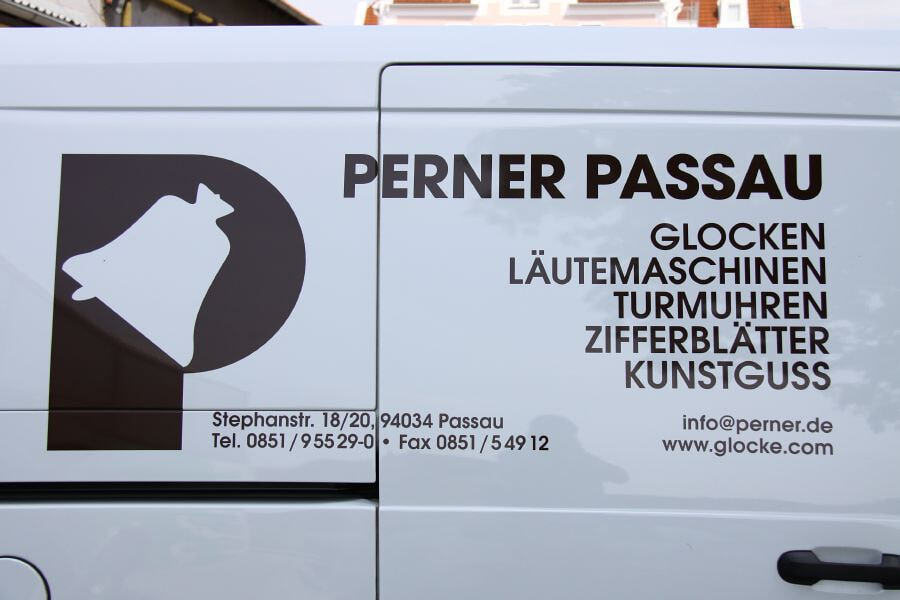 PERNER PASSAU
GLOCKEN
LÄUTEMASCHINEN
TURMUHREN
ZIFFERBLÄTTER
KUNSTGUSS
Stephanstr. 18/20, 94034 Passau
Tel. 0851/95529-0 • Fax 0851/54912
info@perner.de
www.glocke.com